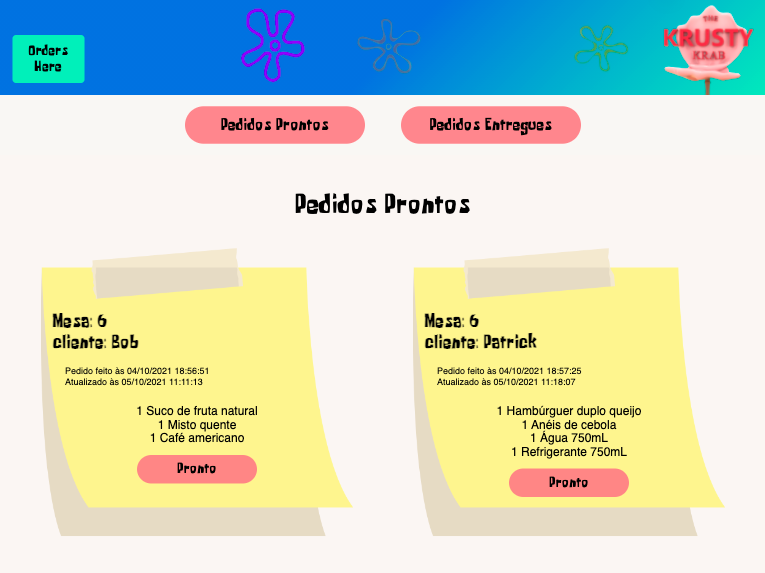 Orders
Here
THE
KRUSTY
KRAB
Pedidos Prontos
Pedidos Entregues
Pedidos Prontos
Mesa: 6
cliente: Bob
Pedido feito às 04/10/2021 18:56:51
Atualizado às 05/10/2021 11:11:13
1 Suco de fruta natural
1 Misto quente
1 Café americano
Pronto
Mesa: 6
cliente: Patrick
Pedido feito às 04/10/2021 18:57:25
Atualizado às 05/10/2021 11:18:07
1 Hambúrguer duplo queijo
1 Anéis de cebola
1 Água 750mL
1 Refrigerante 750mL
Pronto